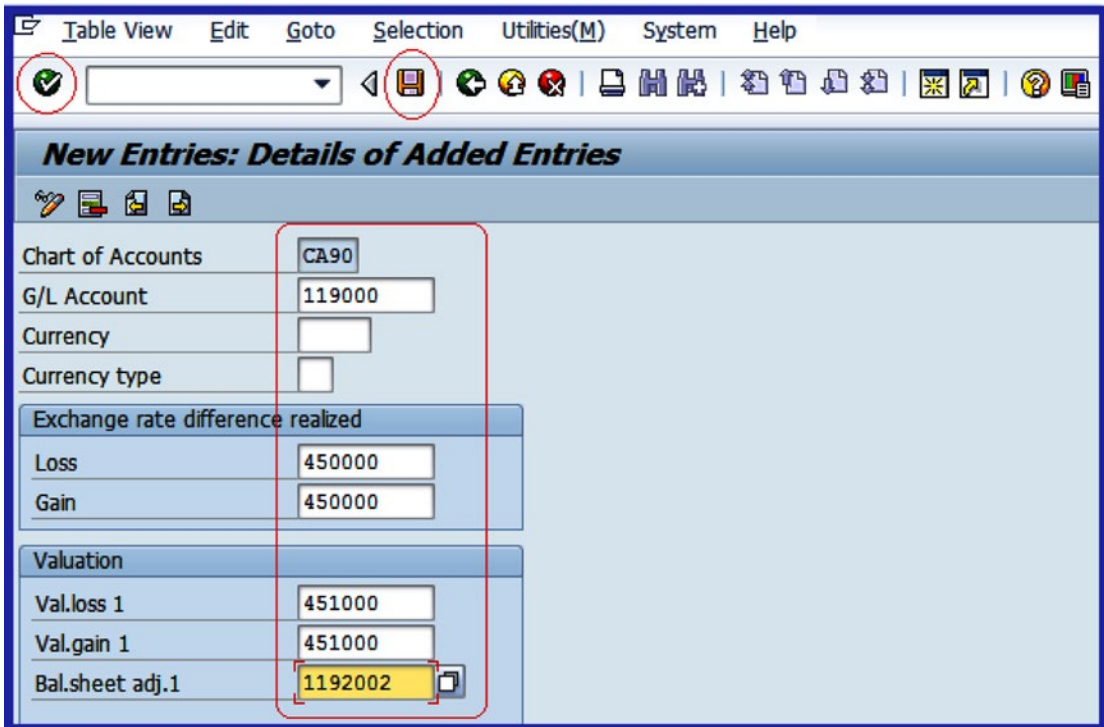 Table View Edit Goto Selection Utilities(M) System Help
New Entries: Details of Added Entries
Chart of Accounts CA90
G/L Account 119000
Currency
Currency type
Exchange rate difference realized
Loss 450000
Gain 450000
Valuation
Val.loss 1 451000
Val.gain 1 451000
Bal.sheet adj.1 1192002